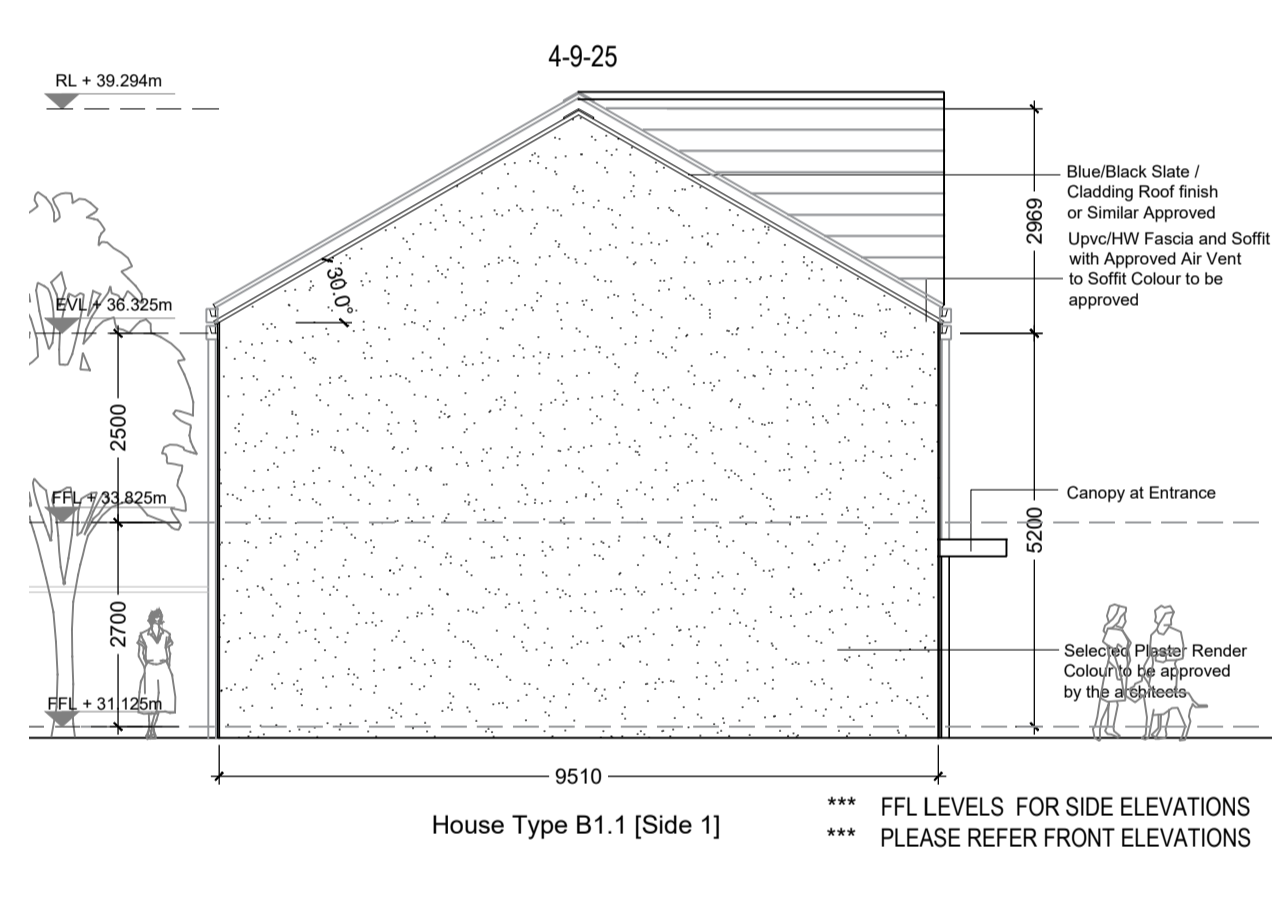 4-9-25
RL + 39.294m
Blue/Black Slate /
Cladding Roof finish
or Similar Approved
2969
Upvc/HW Fascia and Soffit
with Approved Air Vent
to Soffit Colour to be
approved
30.0°
EVL + 36.325m
2500
FFL + 33.825m
Canopy at Entrance
5200
2700
Selected Plaster Render
Colour to be approved
by the architects
FFL + 31.125m
9510
*** FFL LEVELS FOR SIDE ELEVATIONS
House Type B1.1 [Side 1]
*** PLEASE REFER FRONT ELEVATIONS